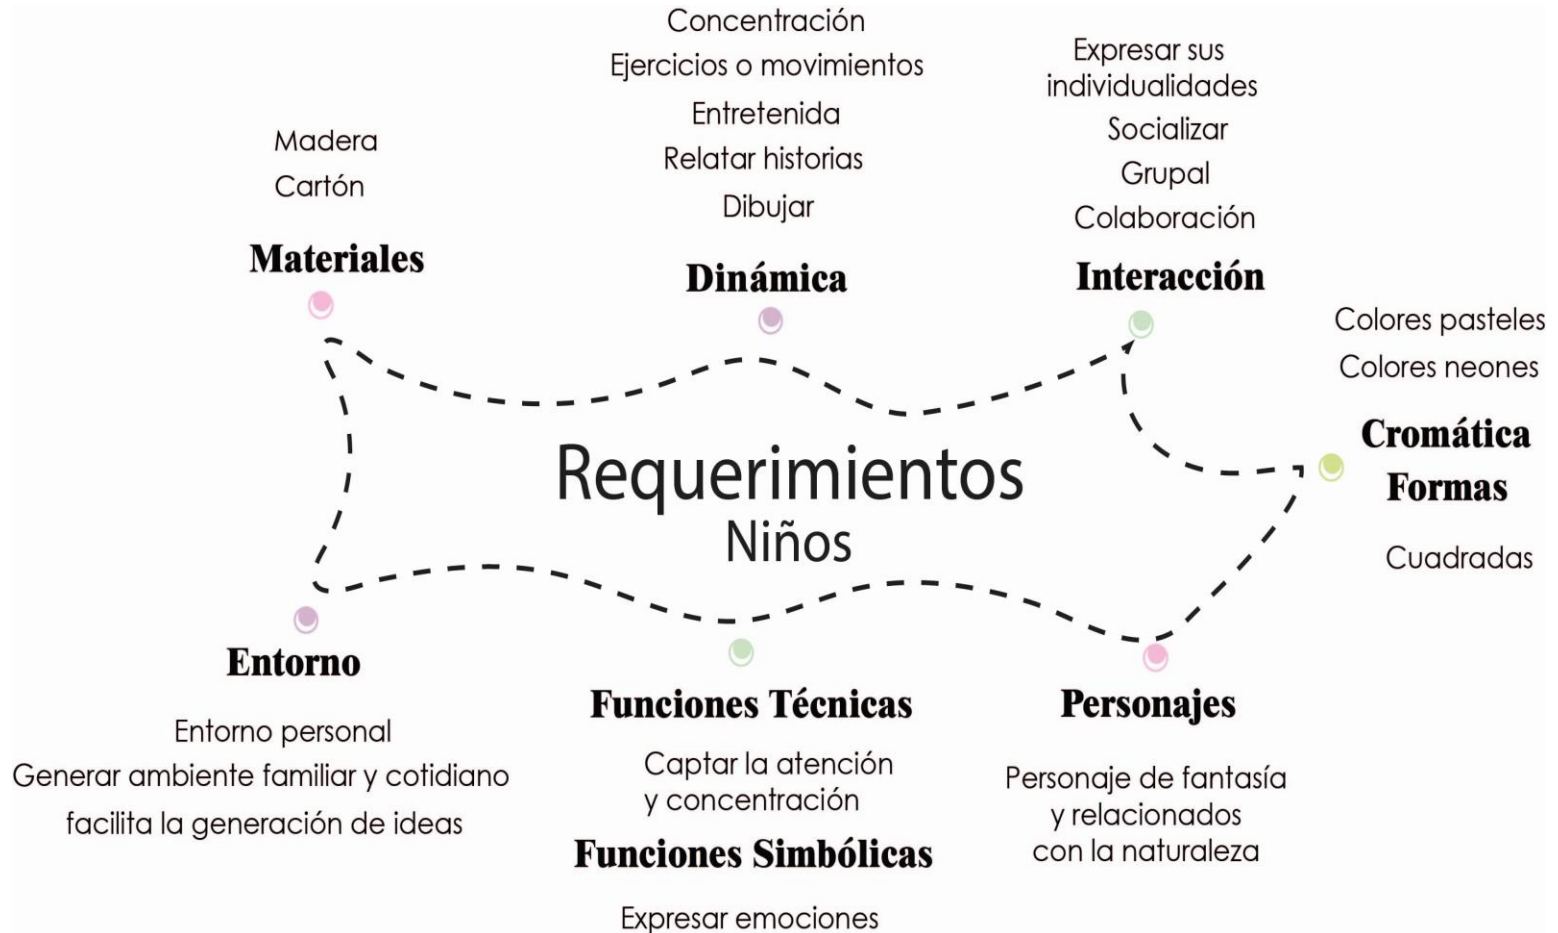 Madera
Cartón
Materiales
Concentración
Ejercicios o movimientos
Entretenida
Relatar historias
Dibujar
Dinámica
Expresar sus
individualidades
Socializar
Grupal
Colaboración
Interacción
Colores pasteles
Colores neones
Cromática
Formas
Cuadradas
Requerimientos
Niños
Entorno
Entorno personal
Generar ambiente familiar y cotidiano
facilita la generación de ideas
Funciones Técnicas
Captar la atención
y concentración
Funciones Simbólicas
Expresar emociones
Personajes
Personaje de fantasía
y relacionados
con la naturaleza